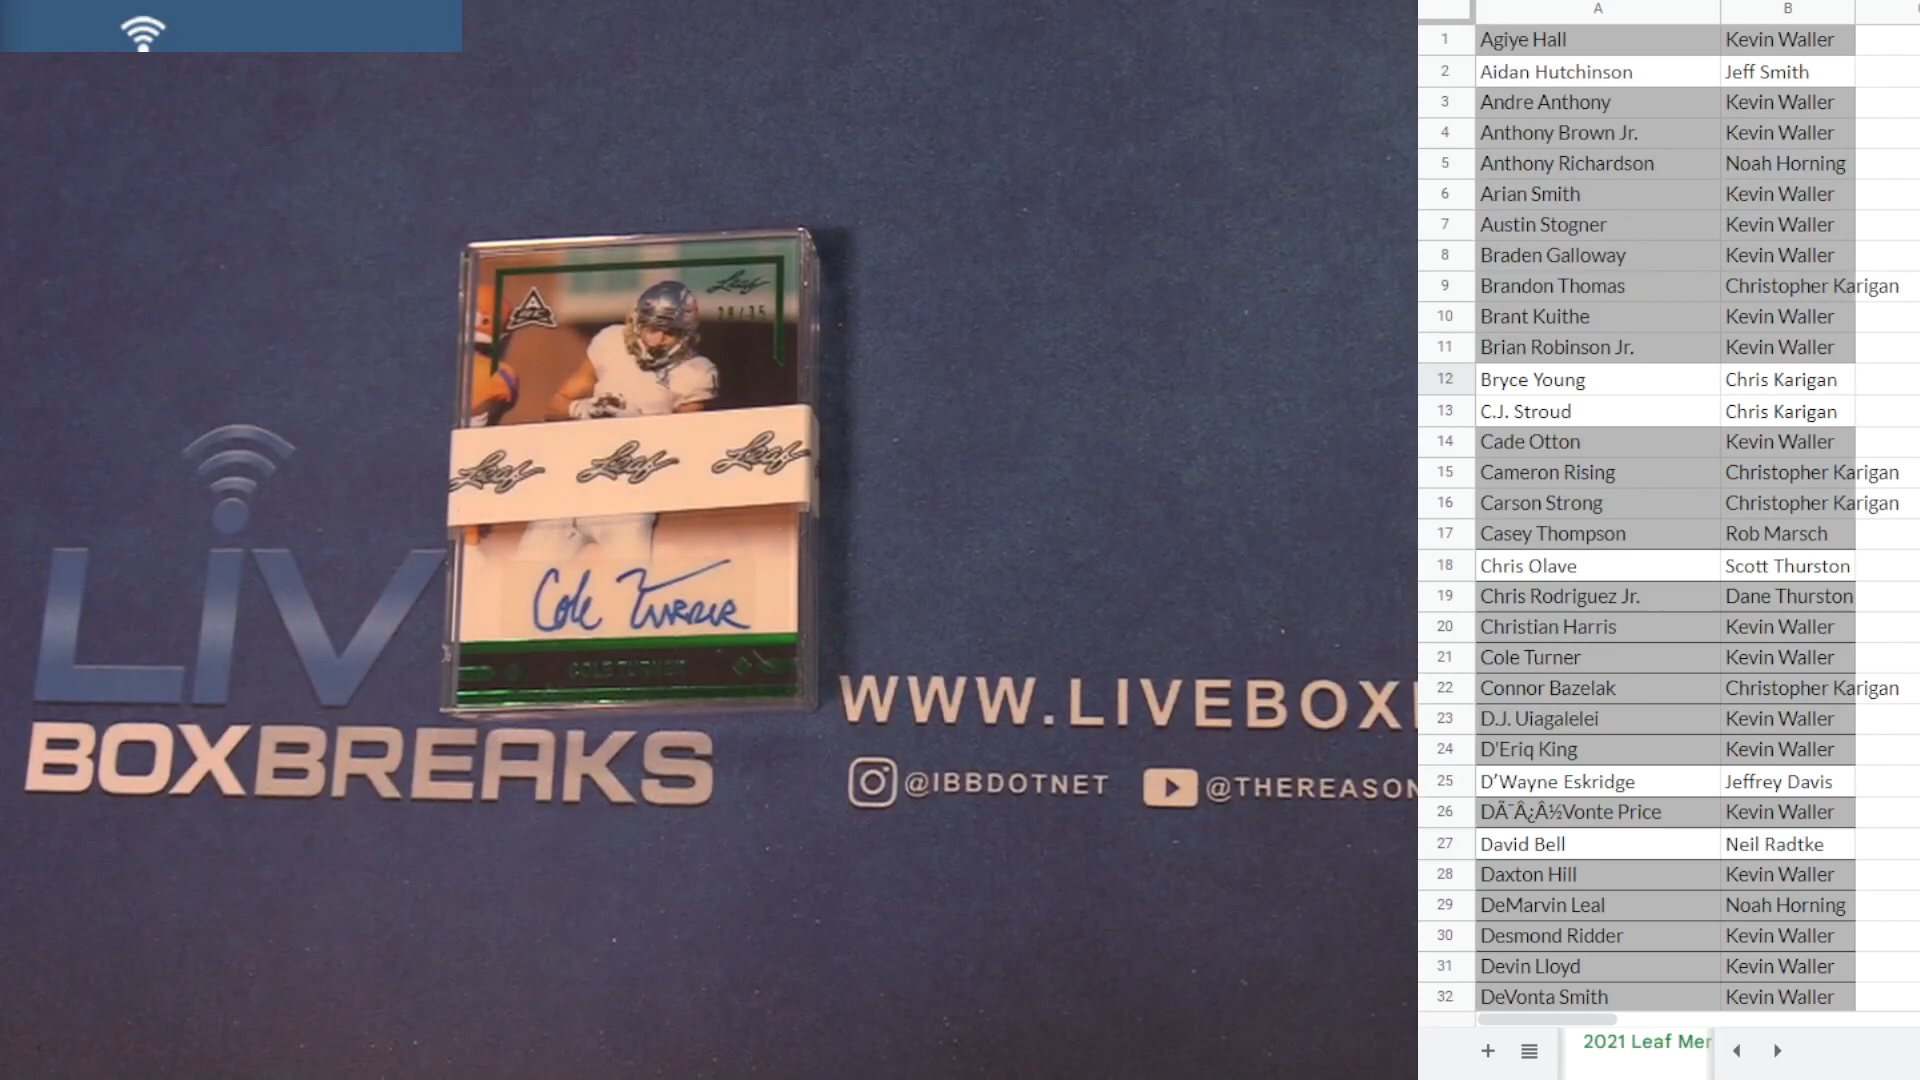 Leaf
28/35
Leaf Leaf Leaf
Cole Turner
COLE TURNER
LIV
BOXBREAKS
WWW.LIVEBOX
@IBBDOTNET
@THEREASON
A B
1 Agiye Hall Kevin Waller
2 Aidan Hutchinson Jeff Smith
3 Andre Anthony Kevin Waller
4 Anthony Brown Jr. Kevin Waller
5 Anthony Richardson Noah Horning
6 Arian Smith Kevin Waller
7 Austin Stogner Kevin Waller
8 Braden Galloway Kevin Waller
9 Brandon Thomas Christopher Karigan
10 Brant Kuithe Kevin Waller
11 Brian Robinson Jr. Kevin Waller
12 Bryce Young Chris Karigan
13 C.J. Stroud Chris Karigan
14 Cade Otton Kevin Waller
15 Cameron Rising Christopher Karigan
16 Carson Strong Christopher Karigan
17 Casey Thompson Rob Marsch
18 Chris Olave Scott Thurston
19 Chris Rodriguez Jr. Dane Thurston
20 Christian Harris Kevin Waller
21 Cole Turner Kevin Waller
22 Connor Bazelak Christopher Karigan
23 D.J. Uiagalelei Kevin Waller
24 D'Eriq King Kevin Waller
25 D’Wayne Eskridge Jeffrey Davis
26 DÃ¯Â¿Â½Vonte Price Kevin Waller
27 David Bell Neil Radtke
28 Daxton Hill Kevin Waller
29 DeMarvin Leal Noah Horning
30 Desmond Ridder Kevin Waller
31 Devin Lloyd Kevin Waller
32 DeVonta Smith Kevin Waller
2021 Leaf Mer